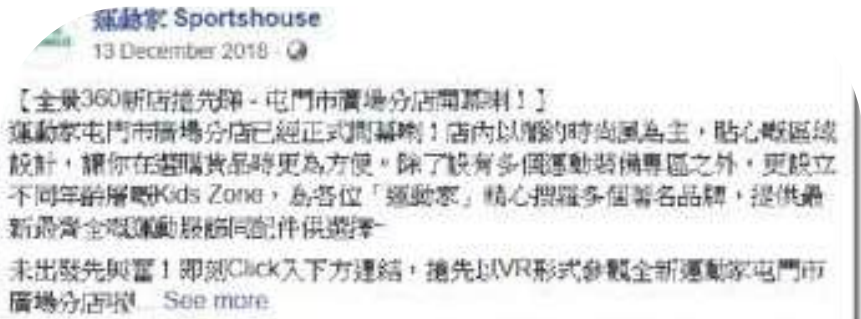 運動家 Sportshouse
13 December 2018
【全景360新店搶先睇 - 屯門市廣場分店開幕喇！】
運動家屯門市廣場分店已經正式開幕喇！店內以簡約時尚風為主，貼心嘅區域
設計，讓你在選購貨品時更為方便。除了設有多個運動裝備專區之外，更設立
不同年齡層嘅Kids Zone，為各位「運動家」精心搜羅多個著名品牌，提供最
新最齊全嘅運動服飾同配件供選擇~
未出發先興奮！即刻Click入下方連結，搶先以VR形式參觀全新運動家屯門市
廣場分店啦!... See more